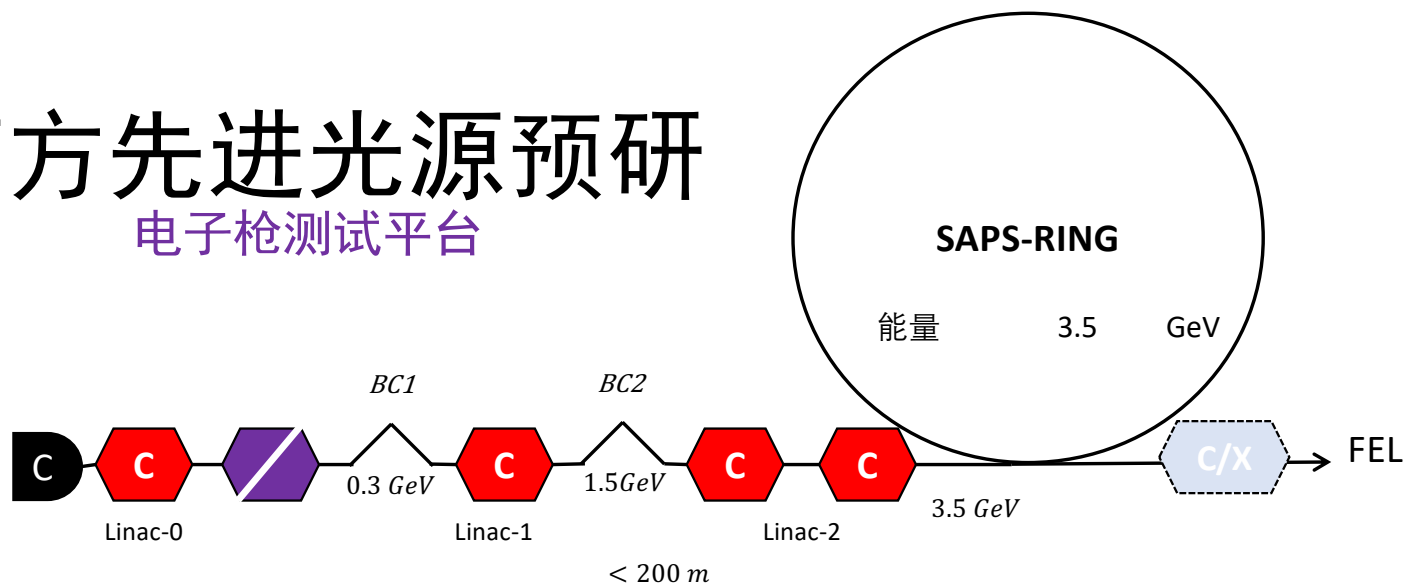 方先进光源预研
电子枪测试平台
SAPS-RING
能量 3.5 GeV
BC1 BC2
C C C C C C/X FEL
0.3 GeV 1.5GeV 3.5 GeV
Linac-0 Linac-1 Linac-2
< 200 m